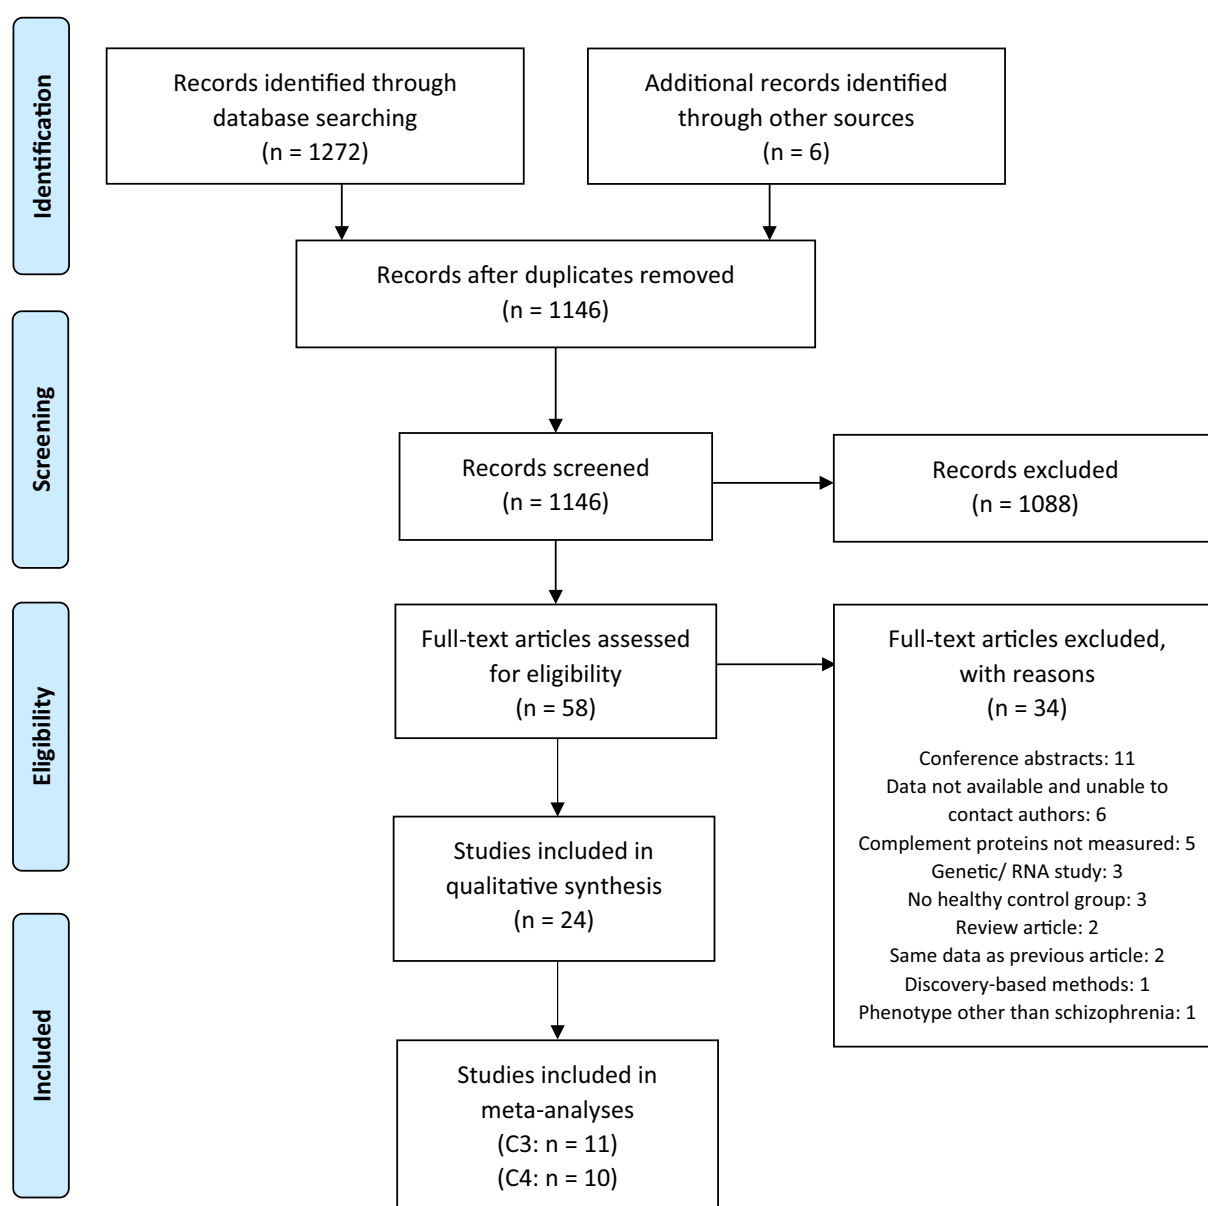 Identification
Records identified through
database searching
(n = 1272)
Additional records identified
through other sources
(n = 6)
Records after duplicates removed
(n = 1146)
Screening
Records screened
(n = 1146)
Records excluded
(n = 1088)
Eligibility
Full-text articles assessed
for eligibility
(n = 58)
Full-text articles excluded,
with reasons
(n = 34)
Conference abstracts: 11
Data not available and unable to
contact authors: 6
Complement proteins not measured: 5
Genetic/ RNA study: 3
No healthy control group: 3
Review article: 2
Same data as previous article: 2
Discovery-based methods: 1
Phenotype other than schizophrenia: 1
Studies included in
qualitative synthesis
(n = 24)
Included
Studies included in
meta-analyses
(C3: n = 11)
(C4: n = 10)